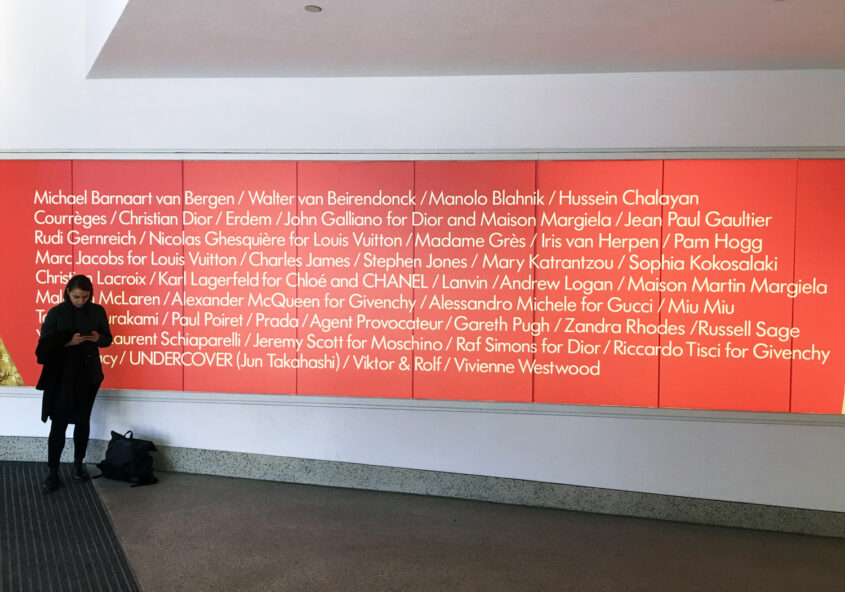 Michael Barnaart van Bergen / Walter van Beirendonck / Manolo Blahnik / Hussein Chalayan
Courrèges / Christian Dior / Erdem / John Galliano for Dior and Maison Margiela / Jean Paul Gaultier
Rudi Gernreich / Nicolas Ghesquière for Louis Vuitton / Madame Grès / Iris van Herpen / Pam Hogg
Marc Jacobs for Louis Vuitton / Charles James / Stephen Jones / Mary Katrantzou / Sophia Kokosalaki
Christian Lacroix / Karl Lagerfeld for Chloé and CHANEL / Lanvin / Andrew Logan / Maison Martin Margiela
McLaren / Alexander McQueen for Givenchy / Alessandro Michele for Gucci / Miu Miu
/ Paul Poiret / Prada / Agent Provocateur / Gareth Pugh / Zandra Rhodes / Russell Sage
Laurent Schiaparelli / Jeremy Scott for Moschino / Raf Simons for Dior / Riccardo Tisci for Givenchy
/ UNDERCOVER (Jun Takahashi) / Viktor & Rolf / Vivienne Westwood